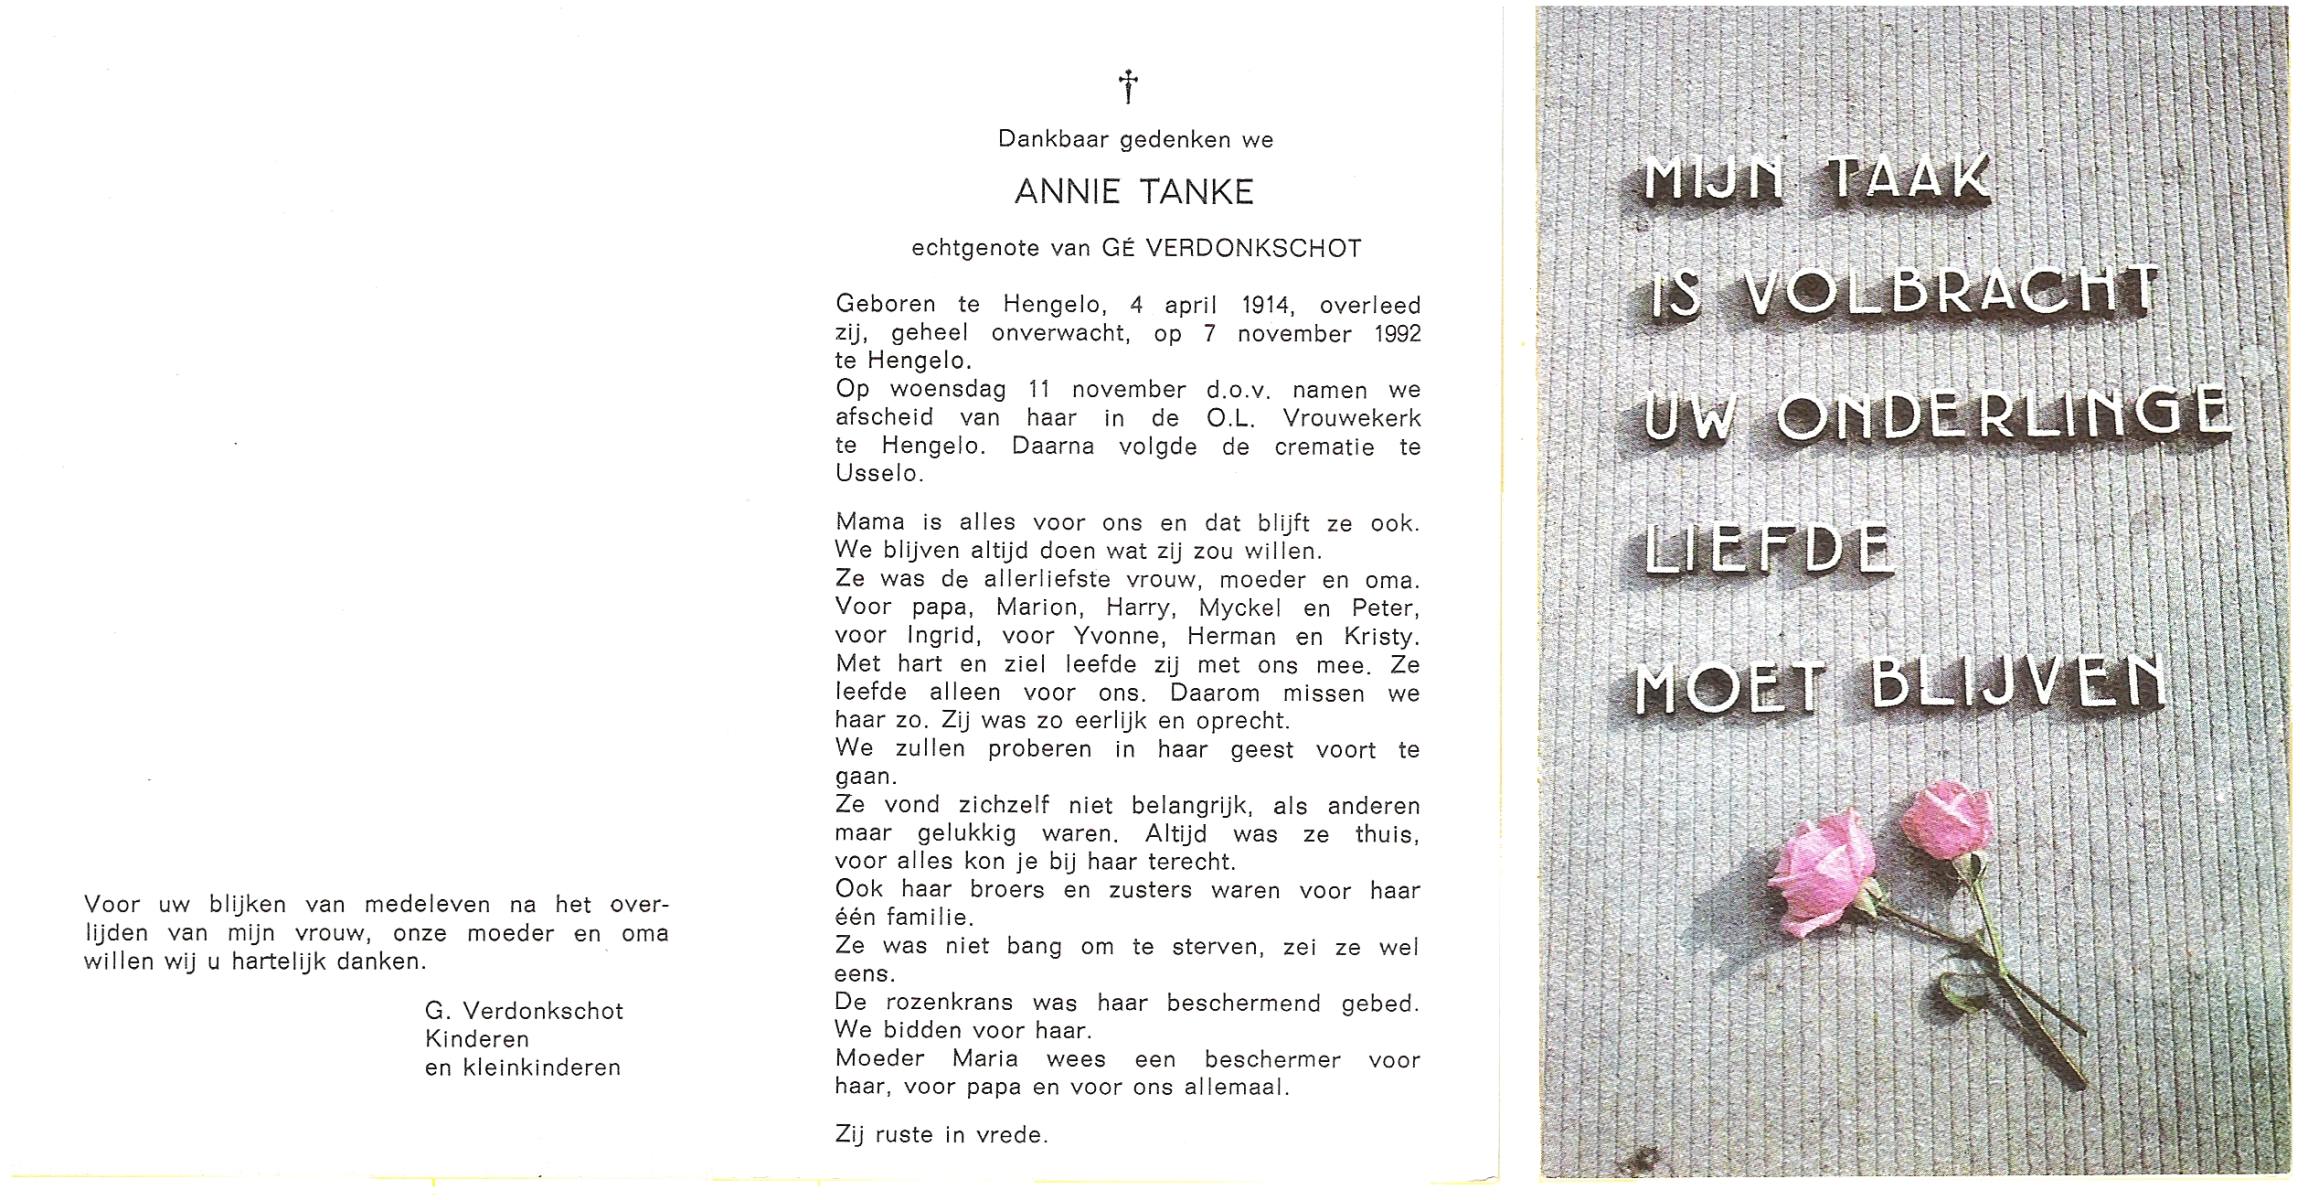 Voor uw blijken van medeleven na het over-
lijden van mijn vrouw, onze moeder en oma
willen wij u hartelijk danken.
G. Verdonkschot
Kinderen
en kleinkinderen
Dankbaar gedenken we
ANNIE TANKE
echtgenote van GÉ VERDONKSCHOT
Geboren te Hengelo, 4 april 1914, overleed
zij, geheel onverwacht, op 7 november 1992
te Hengelo.
Op woensdag 11 november d.o.v. namen we
afscheid van haar in de O.L. Vrouwekerk
te Hengelo. Daarna volgde de crematie te
Usselo.
Mama is alles voor ons en dat blijft ze ook.
We blijven altijd doen wat zij zou willen.
Ze was de allerliefste vrouw, moeder en oma.
Voor papa, Marion, Harry, Myckel en Peter,
voor Ingrid, voor Yvonne, Herman en Kristy.
Met hart en ziel leefde zij met ons mee. Ze
leefde alleen voor ons. Daarom missen we
haar zo. Zij was zo eerlijk en oprecht.
We zullen proberen in haar geest voort te
gaan.
Ze vond zichzelf niet belangrijk, als anderen
maar gelukkig waren. Altijd was ze thuis,
voor alles kon je bij haar terecht.
Ook haar broers en zusters waren voor haar
één familie.
Ze was niet bang om te sterven, zei ze wel
eens.
De rozenkrans was haar beschermend gebed.
We bidden voor haar.
Moeder Maria wees een beschermer voor
haar, voor papa en voor ons allemaal.
Zij ruste in vrede.
MIJN TAAK
IS VOLBRACHT
UW ONDERLINGE
LIEFDE
MOET BLIJVEN